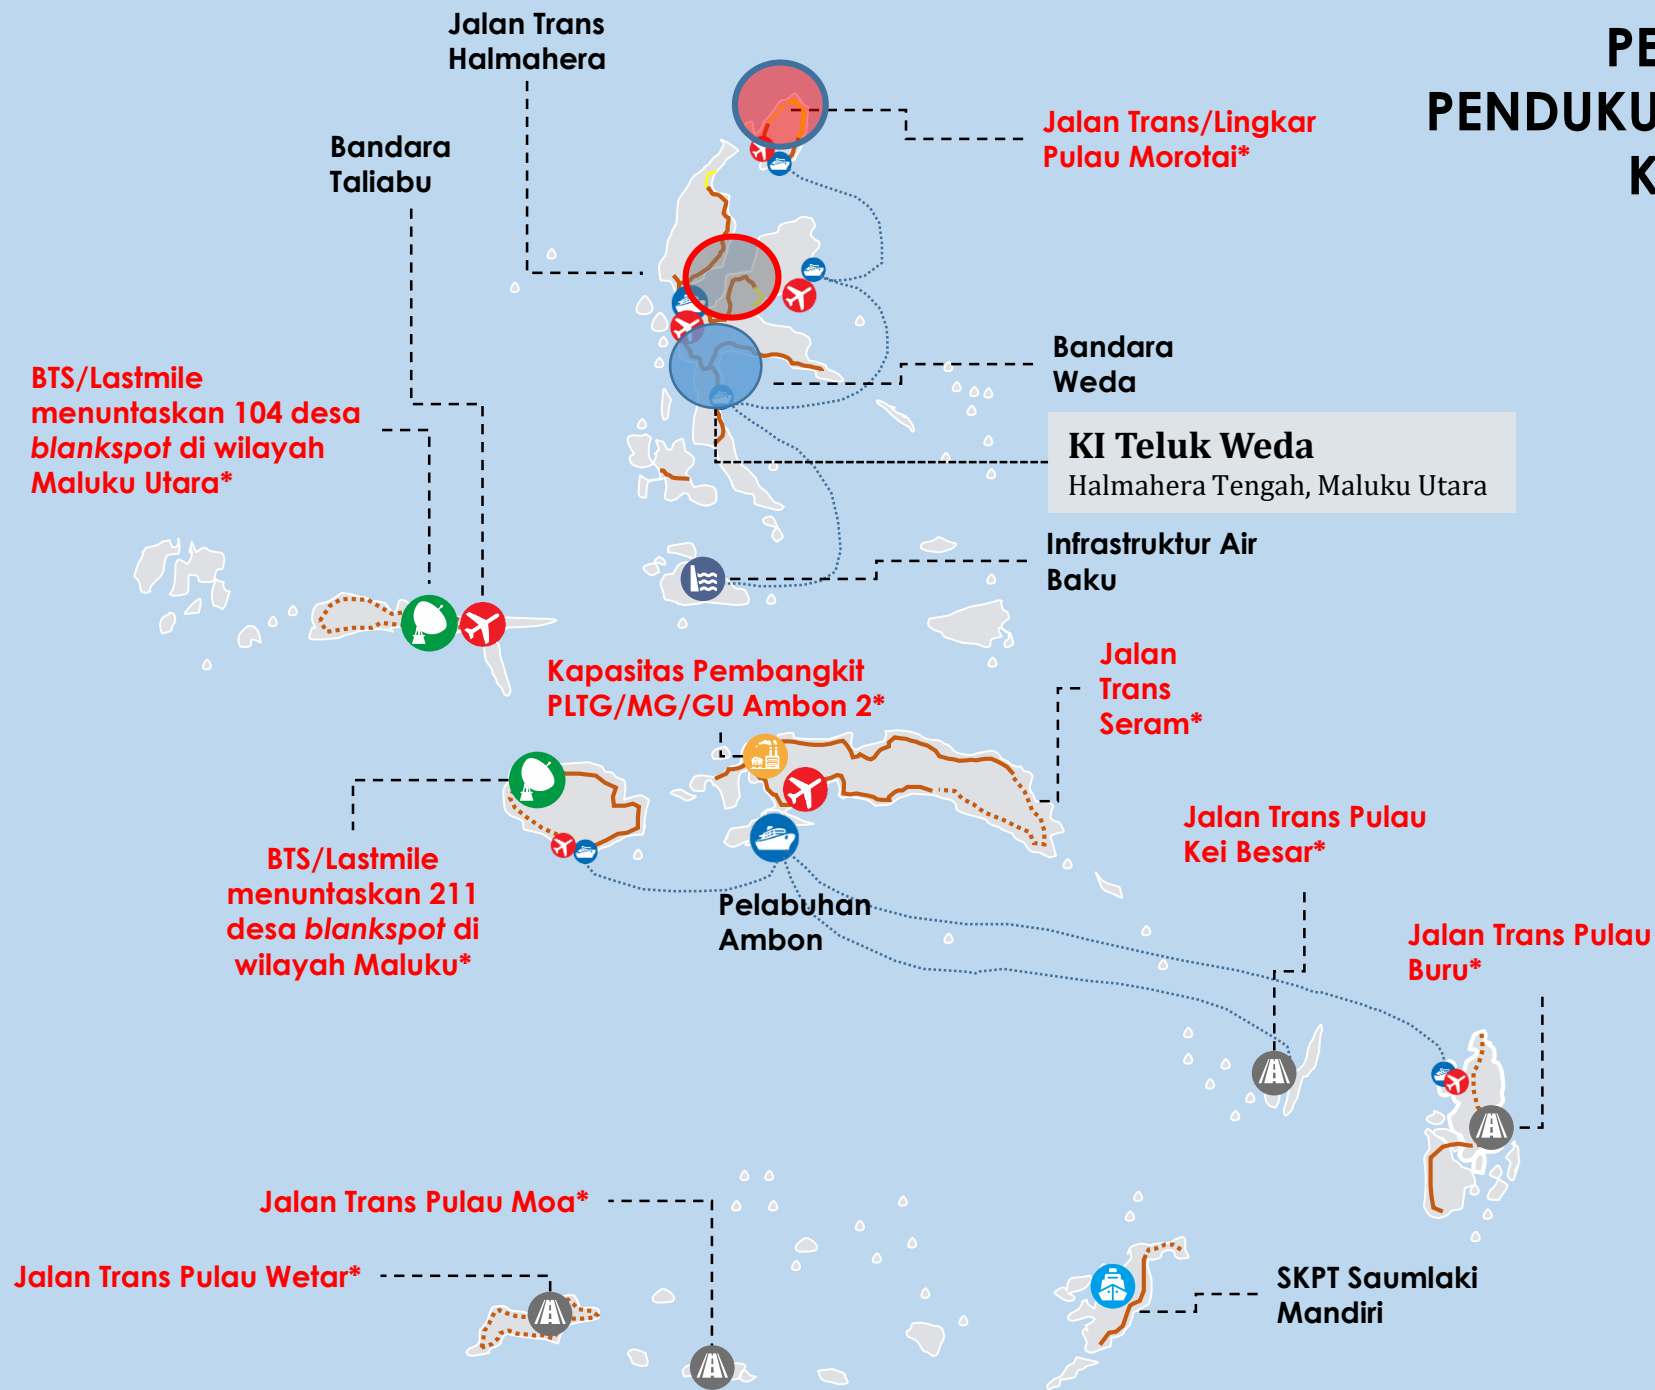 PE
PENDUKU
K
Jalan Trans
Halmahera
Bandara
Taliabu
Jalan Trans/Lingkar
Pulau Morotai*
BTS/Lastmile
menuntaskan 104 desa
blankspot di wilayah
Maluku Utara*
Bandara
Weda
KI Teluk Weda
Halmahera Tengah, Maluku Utara
Infrastruktur Air
Baku
Kapasitas Pembangkit
PLTG/MG/GU Ambon 2*
Jalan
Trans
Seram*
BTS/Lastmile
menuntaskan 211
desa blankspot di
wilayah Maluku*
Pelabuhan
Ambon
Jalan Trans Pulau
Kei Besar*
Jalan Trans Pulau
Buru*
Jalan Trans Pulau Moa*
Jalan Trans Pulau Wetar*
SKPT Saumlaki
Mandiri